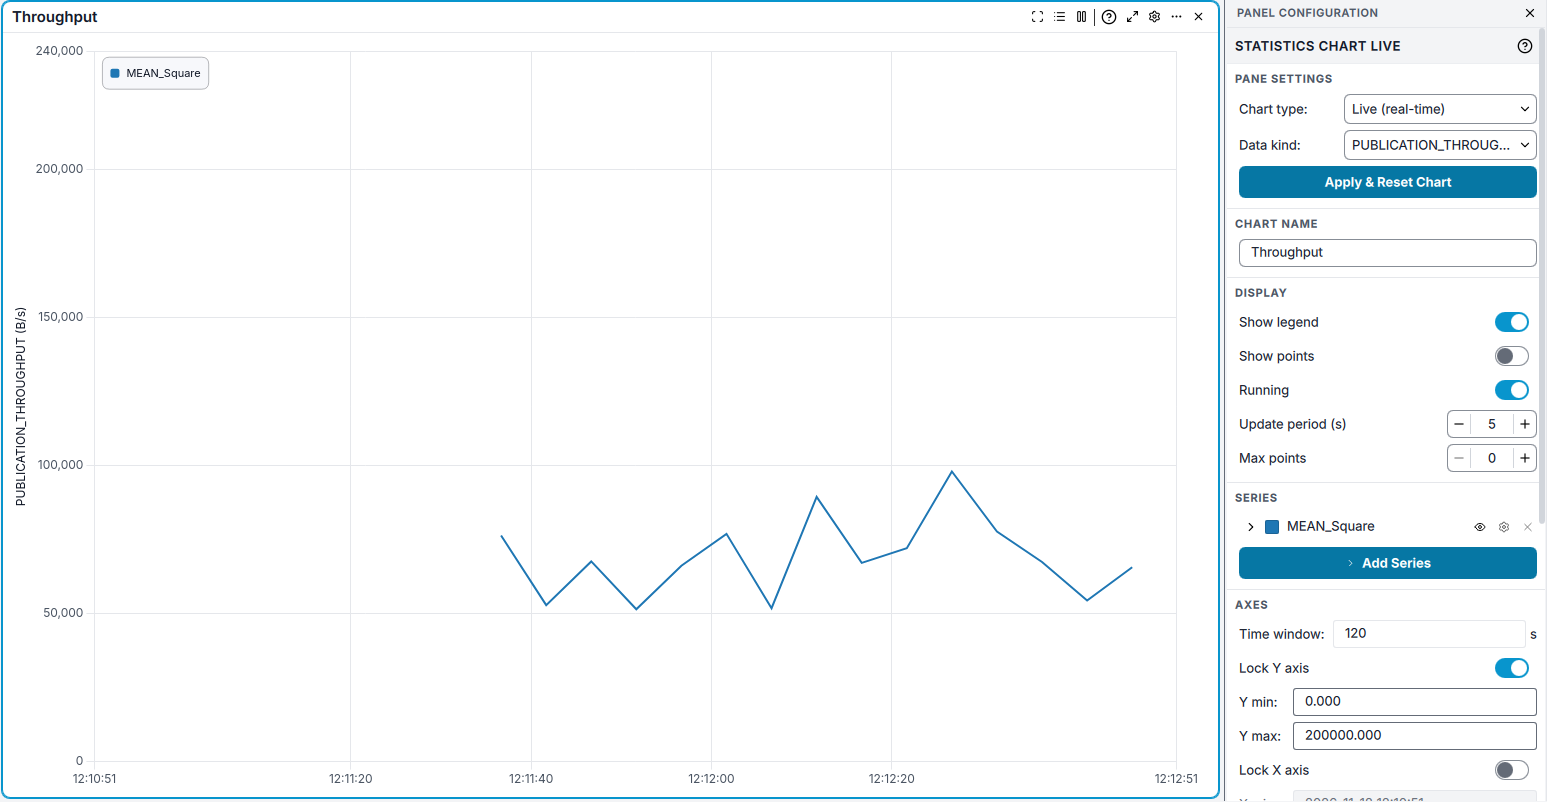 Throughput
MEAN_Square
240,000
200,000
150,000
100,000
50,000
0
PUBLICATION_THROUGHPUT (B/s)
12:10:51
12:11:20
12:11:40
12:12:00
12:12:20
12:12:51
PANEL CONFIGURATION
STATISTICS CHART LIVE
PANE SETTINGS
Chart type: Live (real-time)
Data kind: PUBLICATION_THROUG...
Apply & Reset Chart
CHART NAME
Throughput
DISPLAY
Show legend
Show points
Running
Update period (s) 5
Max points 0
SERIES
MEAN_Square
Add Series
AXES
Time window: 120 s
Lock Y axis
Y min: 0.000
Y max: 200000.000
Lock X axis